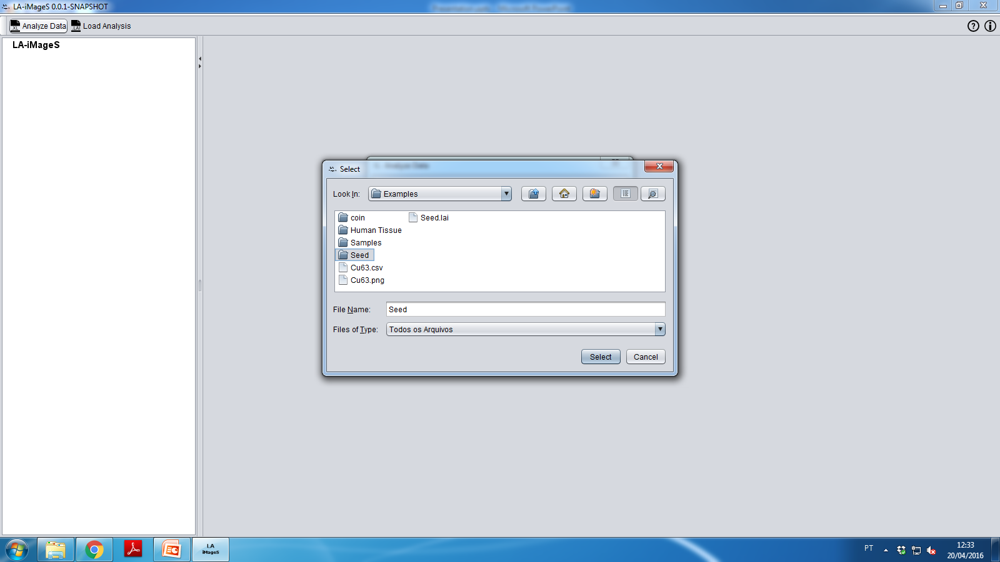 LA-iMageS 0.0.1-SNAPSHOT
Analyze Data
Load Analysis
LA-iMageS
Select
Look In:
Examples
coin
Human Tissue
Samples
Seed
Cu63.csv
Cu63.png
Seed.lai
File Name:
Seed
Files of Type:
Todos os Arquivos
Select
Cancel
LA
iMageS
PT
12:33
20/04/2016